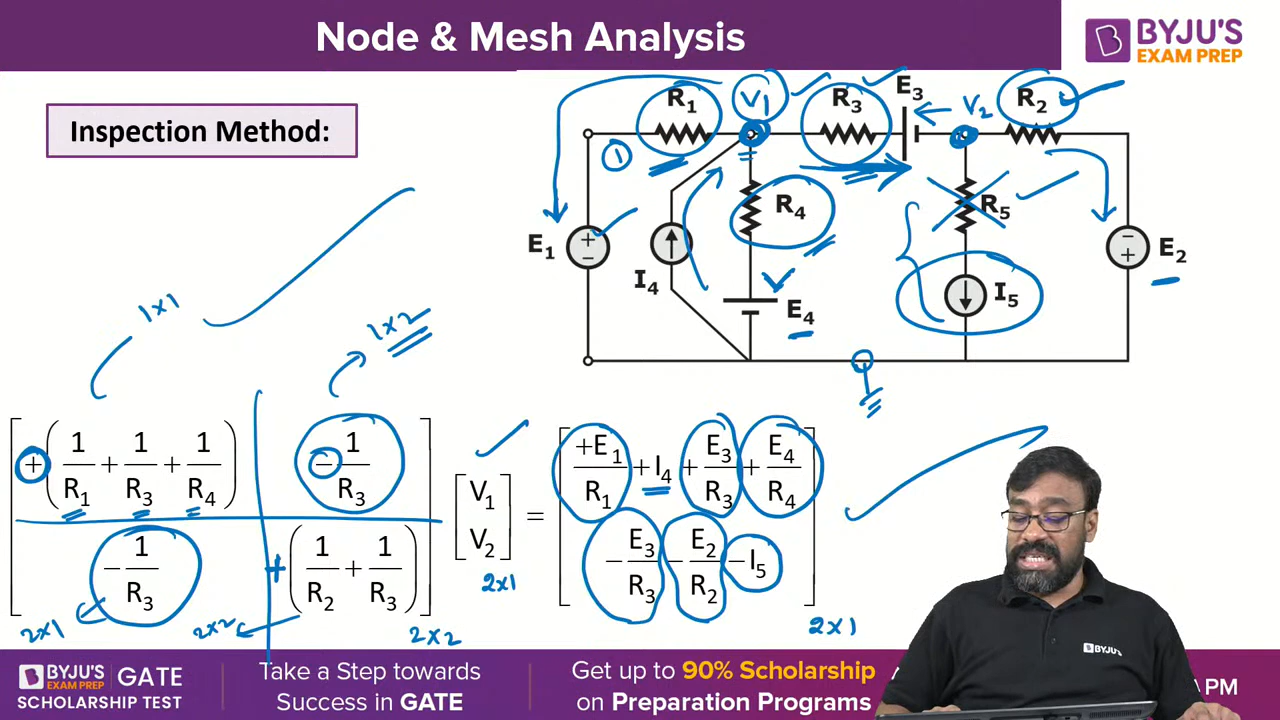 Node & Mesh Analysis
BYJU'S
EXAM PREP
Inspection Method:
R₁
V₁
R₃
E₃
V₂
R₂
1
R₄
R₅
E₁
I₄
E₄
I₅
E₂
1x1
1x2
[ +(1/R₁ + 1/R₃ + 1/R₄) −1/R₃ ] [ V₁ ] = [ +E₁/R₁ + I₄ + E₃/R₃ + E₄/R₄ ]
[ −1/R₃ +(1/R₂ + 1/R₃) ] [ V₂ ] [ −E₃/R₃ − E₂/R₂ − I₅ ]
2x1
2x2
2x2
2x1
2x1
BYJU'S
BYJU'S
EXAM PREP
GATE
SCHOLARSHIP TEST
Take a Step towards
Success in GATE
Get up to 90% Scholarship
on Preparation Programs
PM